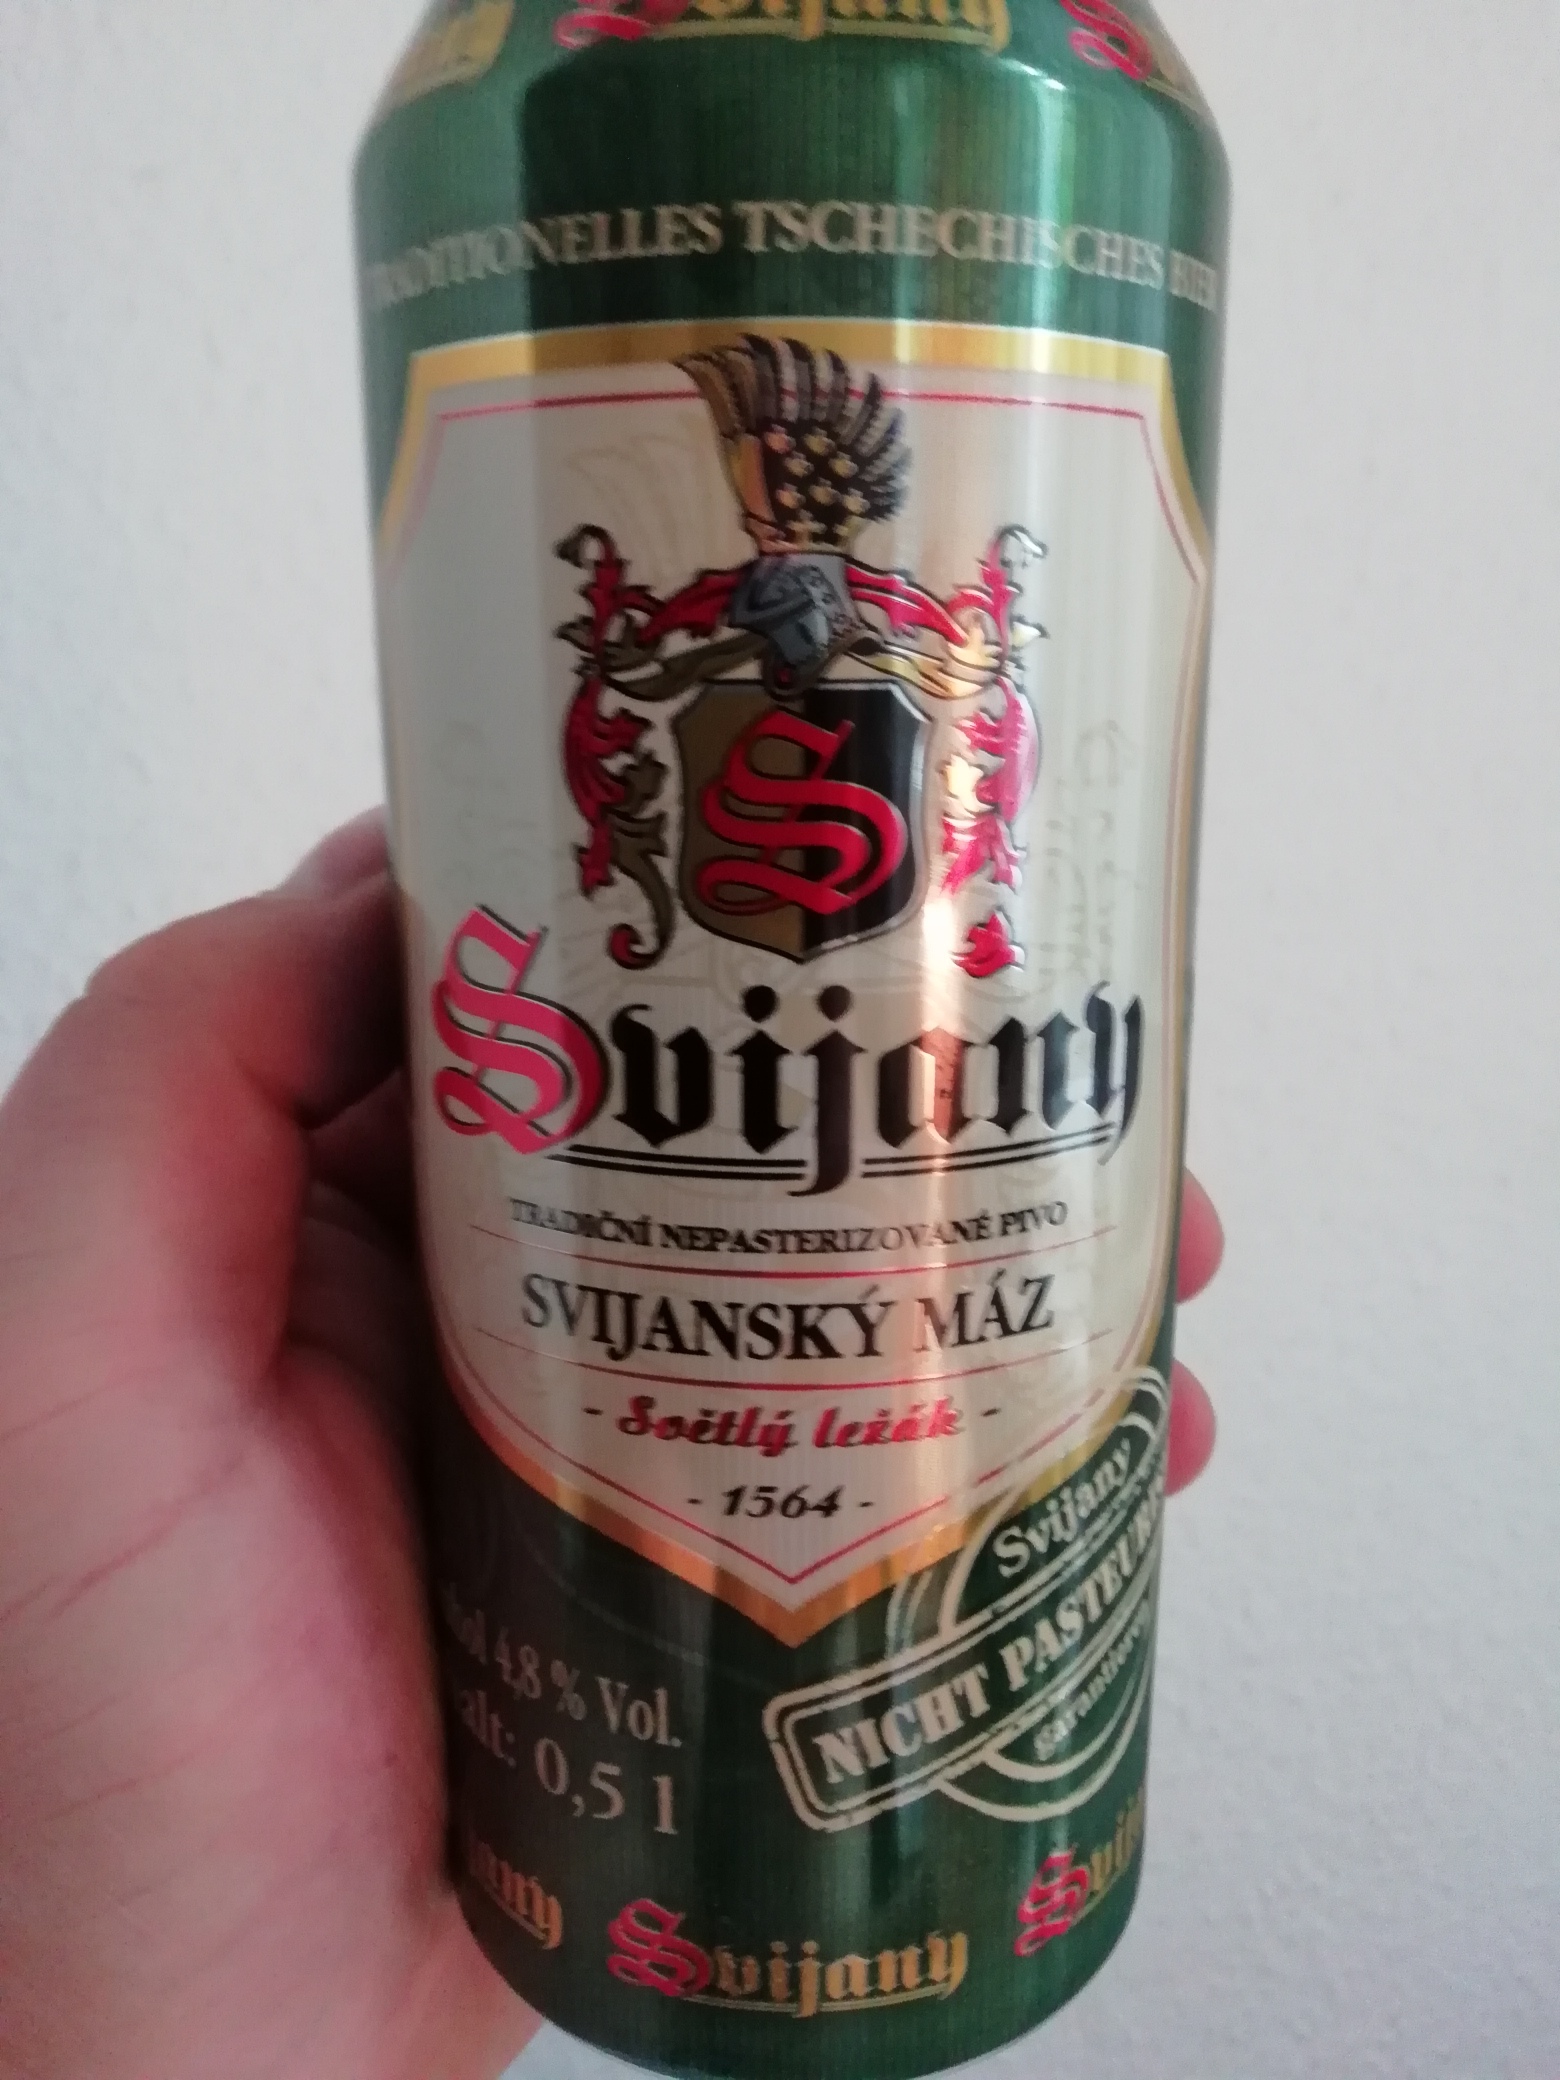 Svijany
TRADITIONELLES TSCHECHISCHES BIER
S
Svijany
TRADIČNÍ NEPASTERIZOVANÉ PIVO
SVIJANSKÝ MÁZ
- Světlý ležák -
- 1564 -
4,8 % Vol.
0,5 l
Svijany
NICHT
Svijany